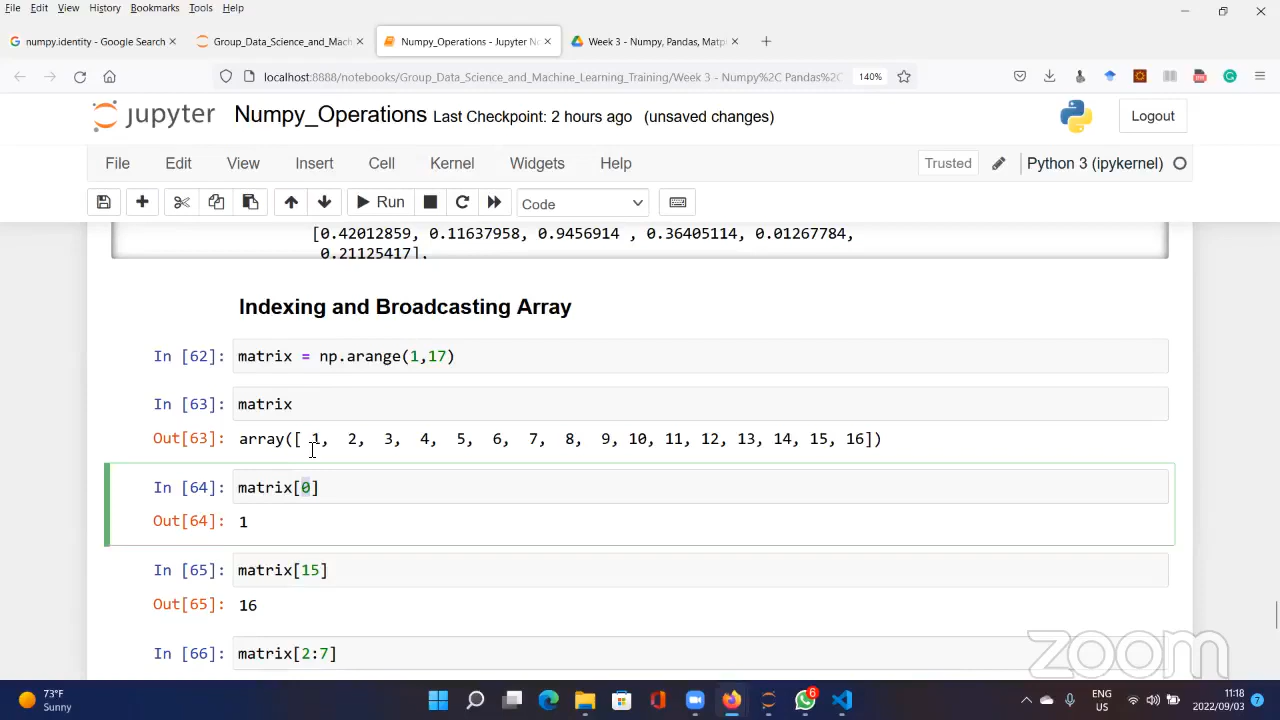 File Edit View History Bookmarks Tools Help
numpy.identity - Google Search Group_Data_Science_and_Mach Numpy_Operations - Jupyter No Week 3 - Numpy, Pandas, Matp
localhost:8888/notebooks/Group_Data_Science_and_Machine_Learning_Training/Week 3 - Numpy%2C Pandas%2C 140%
jupyter Numpy_Operations Last Checkpoint: 2 hours ago (unsaved changes) Logout
File Edit View Insert Cell Kernel Widgets Help Trusted Python 3 (ipykernel)
Run Code
[0.42012859, 0.11637958, 0.9456914 , 0.36405114, 0.01267784,
0.21125417],
Indexing and Broadcasting Array
In [62]: matrix = np.arange(1,17)
In [63]: matrix
Out[63]: array([ 1, 2, 3, 4, 5, 6, 7, 8, 9, 10, 11, 12, 13, 14, 15, 16])
In [64]: matrix[0]
Out[64]: 1
In [65]: matrix[15]
Out[65]: 16
In [66]: matrix[2:7]
zoom
73°F
Sunny
6
ENG
US
11:18
2022/09/03
7